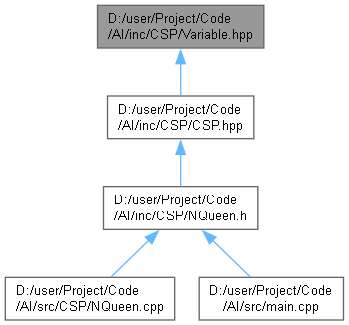 D:/user/Project/Code
/AI/inc/CSP/Variable.hpp
D:/user/Project/Code
/AI/inc/CSP/CSP.hpp
D:/user/Project/Code
/AI/inc/CSP/NQueen.h
D:/user/Project/Code
/AI/src/CSP/NQueen.cpp
D:/user/Project/Code
/AI/src/main.cpp